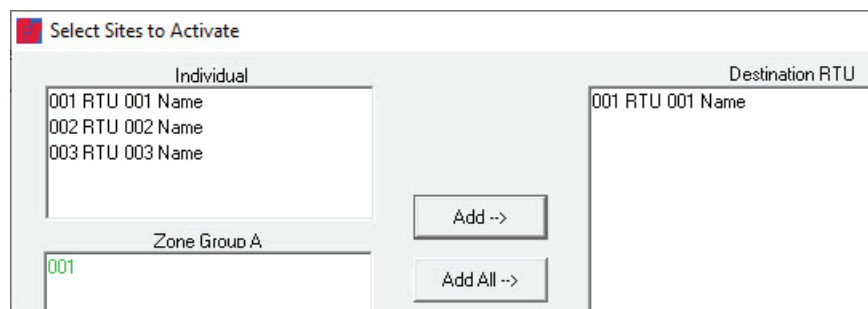 Select Sites to Activate
Individual
001 RTU 001 Name
002 RTU 002 Name
003 RTU 003 Name
Zone Group A
001
Add -->
Add All -->
Destination RTU
001 RTU 001 Name